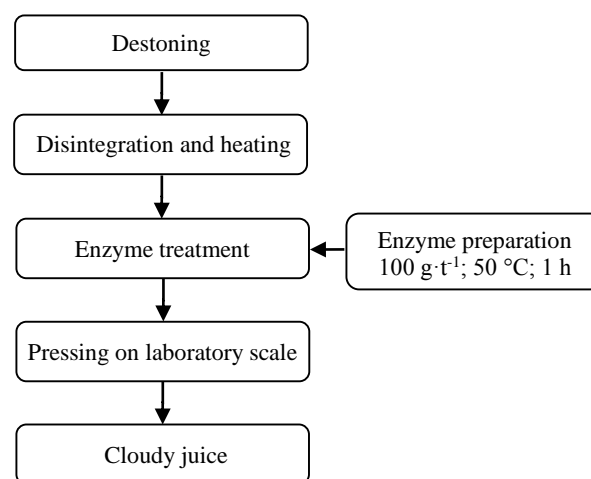 Destoning
Disintegration and heating
Enzyme treatment
Enzyme preparation
100 g·t⁻¹; 50 °C; 1 h
Pressing on laboratory scale
Cloudy juice